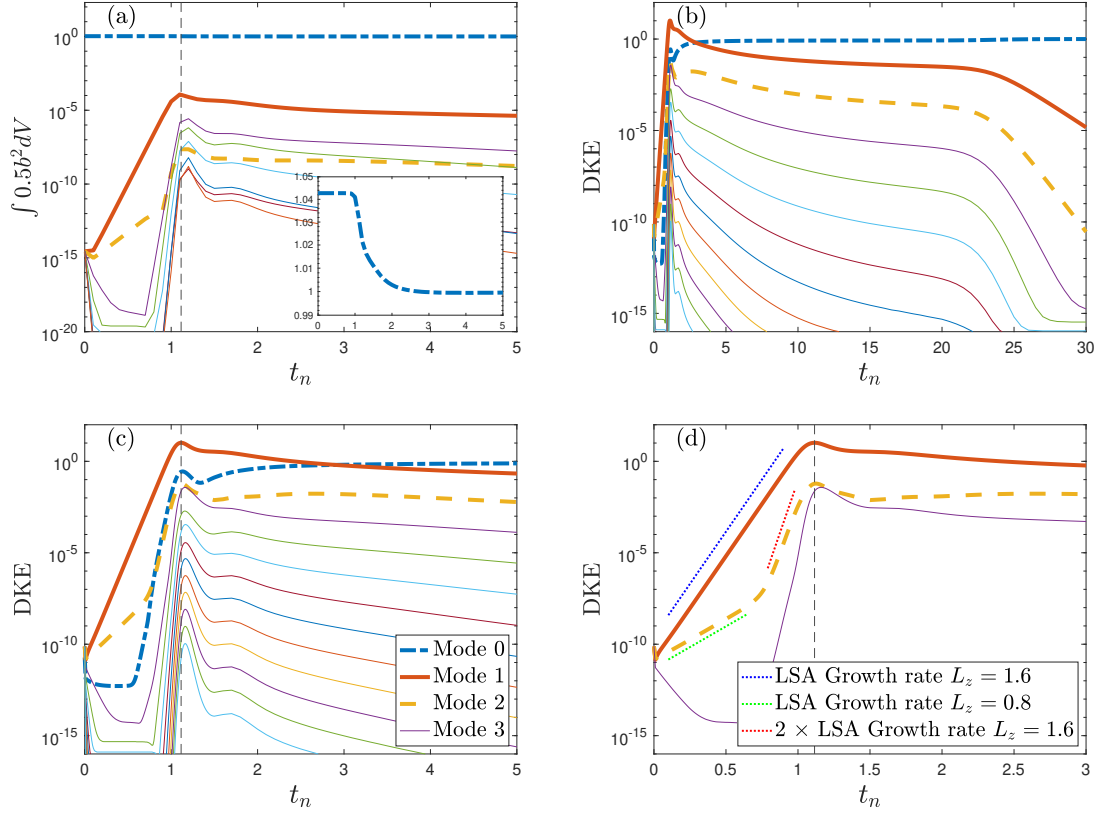 (a)
10^0
10^-5
10^-10
10^-15
10^-20
∫ 0.5b^2 dV
0 1 2 3 4 5
t_n
1.05
1.04
1.03
1.02
1.01
1
0.99
0 1 2 3 4 5
(b)
10^0
10^-5
10^-10
10^-15
DKE
0 5 10 15 20 25 30
t_n
(c)
10^0
10^-5
10^-10
10^-15
DKE
Mode 0
Mode 1
Mode 2
Mode 3
0 1 2 3 4 5
t_n
(d)
10^0
10^-5
10^-10
10^-15
DKE
LSA Growth rate L_z = 1.6
LSA Growth rate L_z = 0.8
2 × LSA Growth rate L_z = 1.6
0 0.5 1 1.5 2 2.5 3
t_n